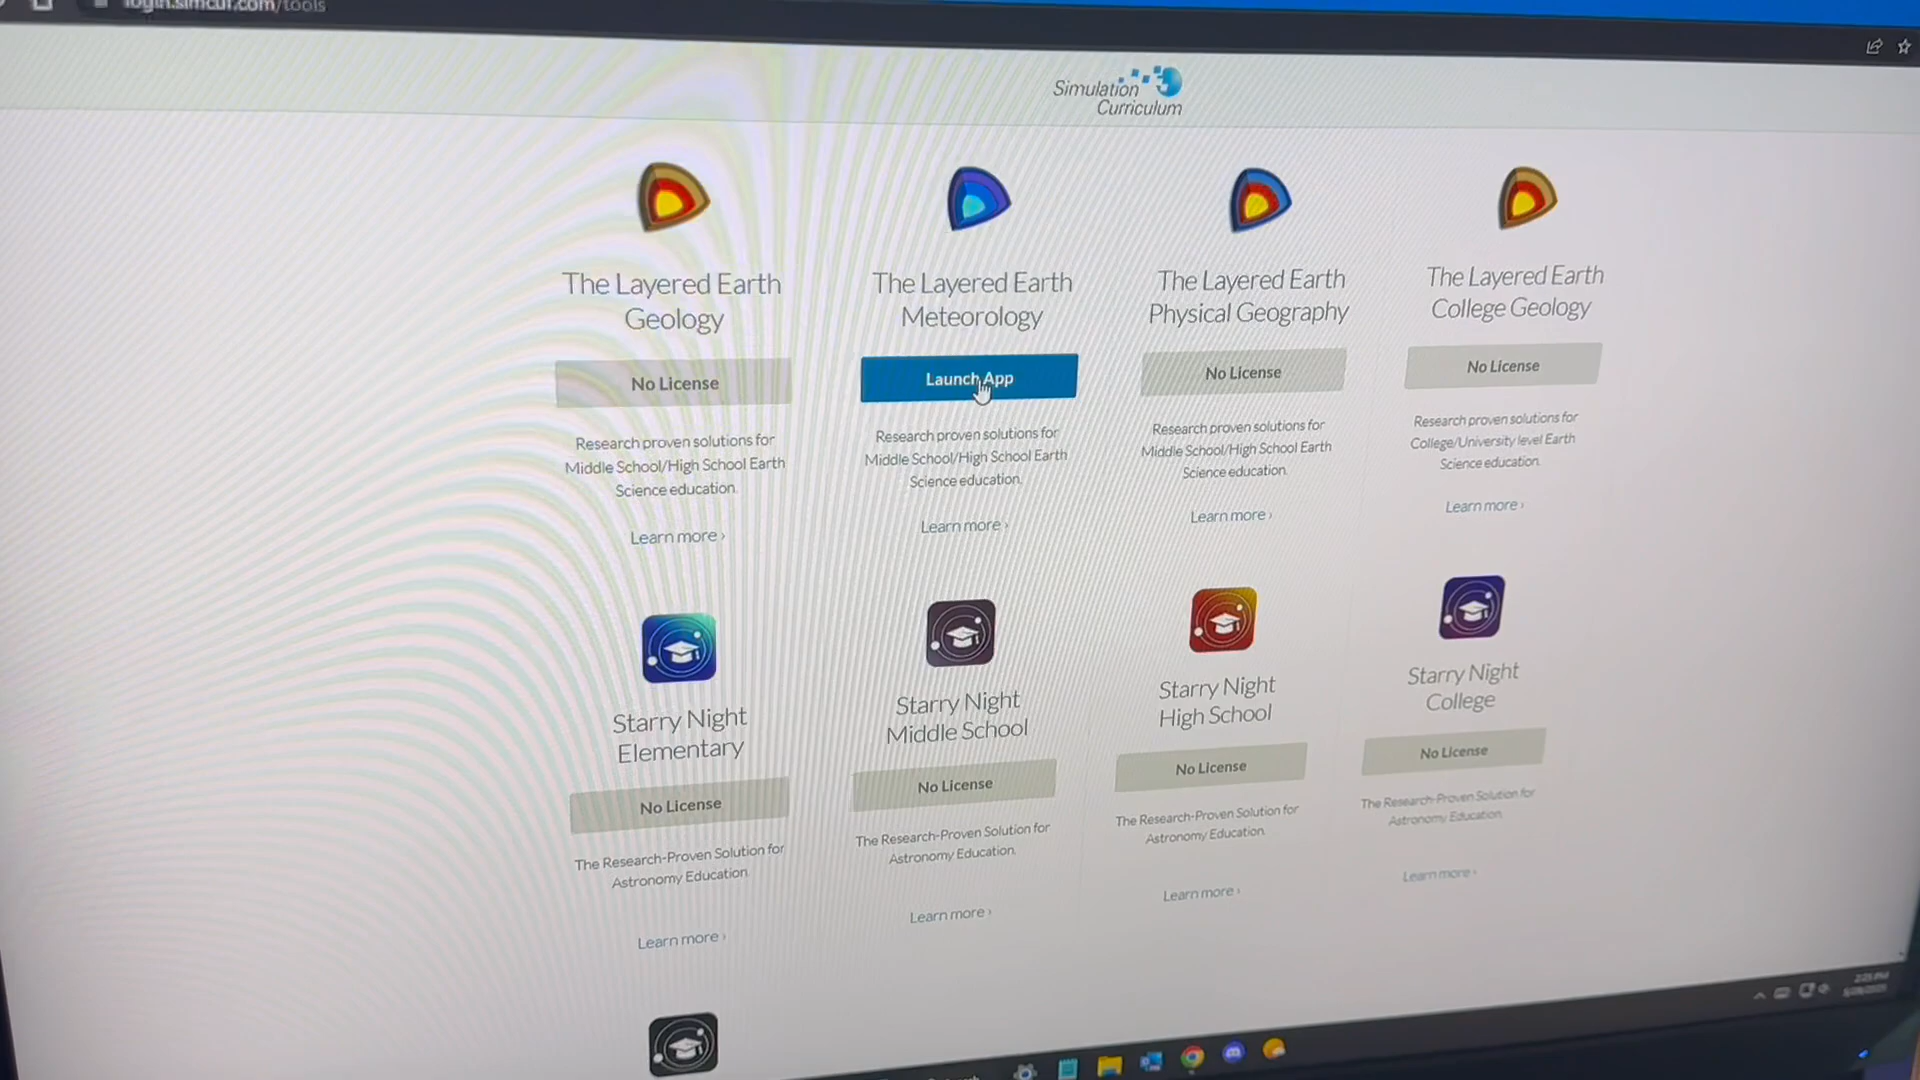 login.simcur.com/tools
Simulation
Curriculum
The Layered Earth
Geology
No License
Research proven solutions for
Middle School/High School Earth
Science education.
Learn more ›
The Layered Earth
Meteorology
Launch App
Research proven solutions for
Middle School/High School Earth
Science education.
Learn more ›
The Layered Earth
Physical Geography
No License
Research proven solutions for
Middle School/High School Earth
Science education.
Learn more ›
The Layered Earth
College Geology
No License
Research proven solutions for
College/University level Earth
Science education.
Learn more ›
Starry Night
Elementary
No License
The Research-Proven Solution for
Astronomy Education.
Learn more ›
Starry Night
Middle School
No License
The Research-Proven Solution for
Astronomy Education.
Learn more ›
Starry Night
High School
No License
The Research-Proven Solution for
Astronomy Education.
Learn more ›
Starry Night
College
No License
The Research-Proven Solution for
Astronomy Education.
Learn more ›